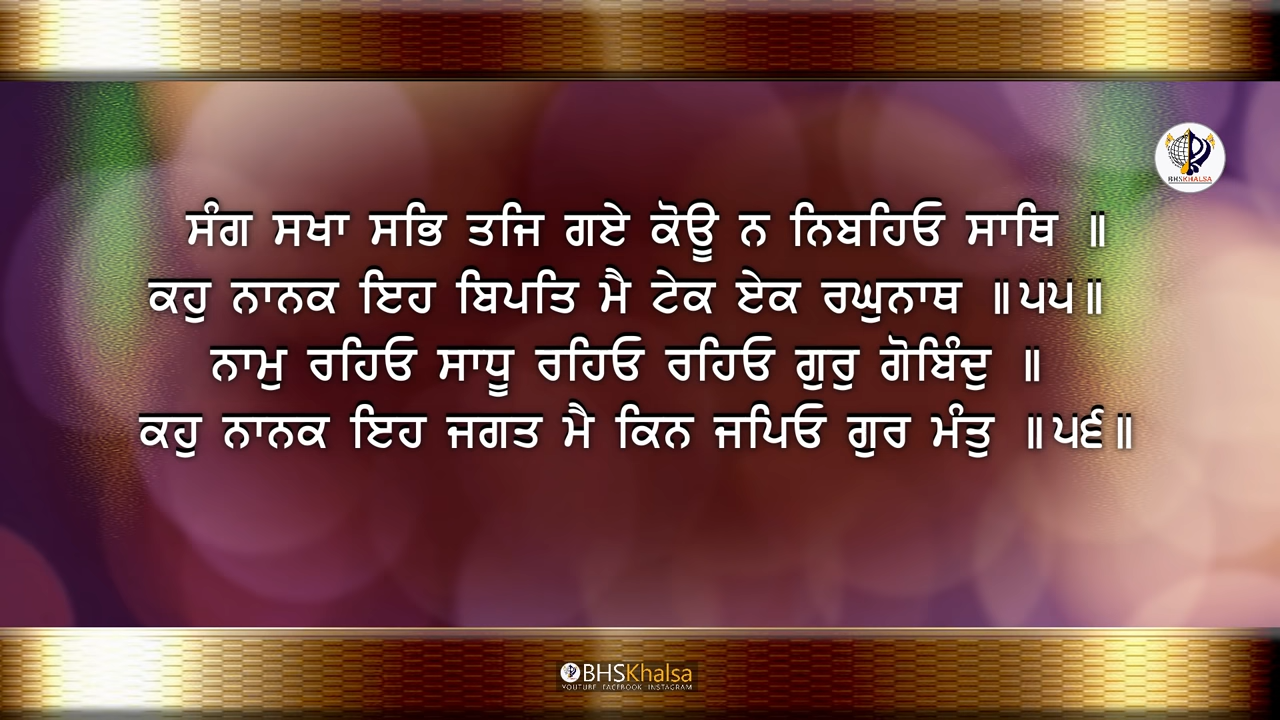 BHSKHALSA
ਸੰਗ ਸਖਾ ਸਭਿ ਤਜਿ ਗਏ ਕੋਊ ਨ ਨਿਬਹਿਓ ਸਾਥਿ ॥
ਕਹੁ ਨਾਨਕ ਇਹ ਬਿਪਤਿ ਮੈ ਟੇਕ ਏਕ ਰਘੁਨਾਥ ॥੫੫॥
ਨਾਮੁ ਰਹਿਓ ਸਾਧੂ ਰਹਿਓ ਰਹਿਓ ਗੁਰੁ ਗੋਬਿੰਦੁ ॥
ਕਹੁ ਨਾਨਕ ਇਹ ਜਗਤ ਮੈ ਕਿਨ ਜਪਿਓ ਗੁਰ ਮੰਤੁ ॥੫੬॥
BHSKhalsa
YOUTUBE FACEBOOK INSTAGRAM